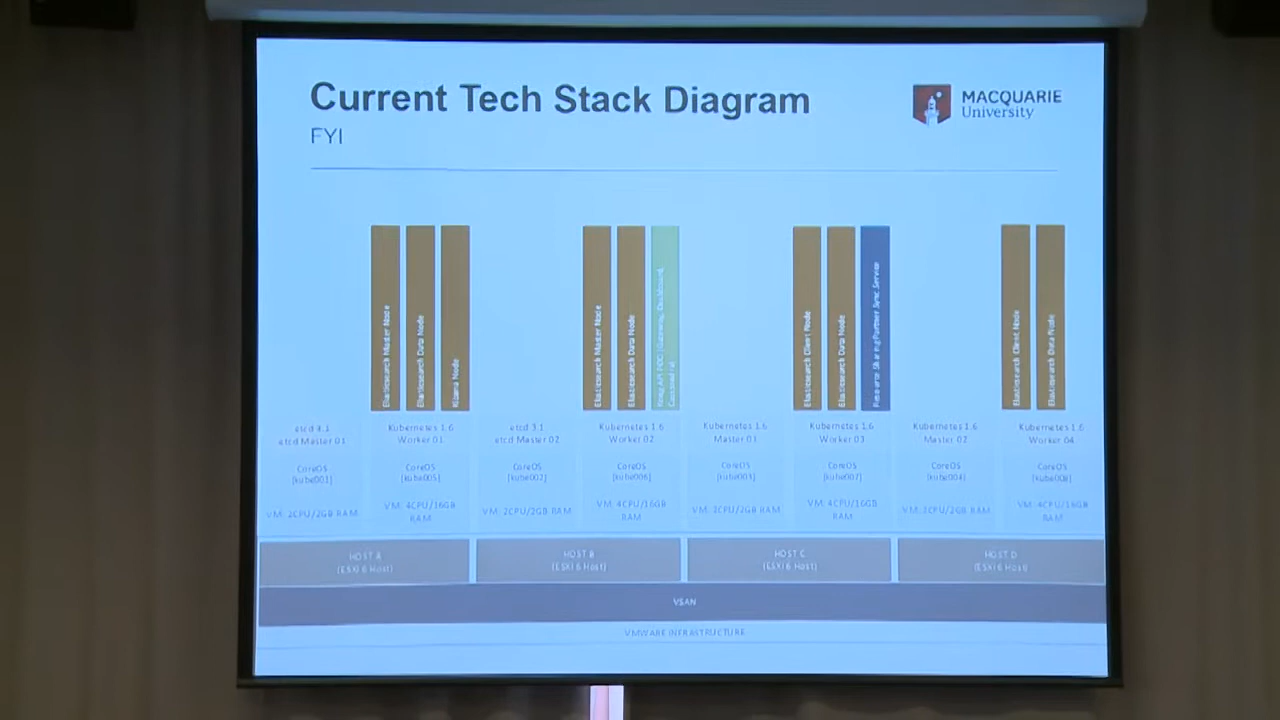 Current Tech Stack Diagram
FYI
MACQUARIE
University
Elasticsearch Master Node
Elasticsearch Data Node
Kibana Node
Elasticsearch Master Node
Elasticsearch Data Node
Elasticsearch Client Node
Elasticsearch Data Node
Resource Sharing Partner Sync Service
Elasticsearch Client Node
Elasticsearch Data Node
etcd Master 01
Kubernetes 1.6
Worker 01
etcd 3.1
etcd Master 02
Kubernetes 1.6
Worker 02
Kubernetes 1.6
Kubernetes 1.6
Worker 03
Kubernetes 1.6
Master 02
Kubernetes 1.6
Worker 04
CoreOS
CoreOS
[kube005]
CoreOS
[kube002]
CoreOS
[kube006]
CoreOS
CoreOS
[kube007]
CoreOS
[kube004]
CoreOS
[kube008]
VM: 2CPU/2GB RAM
VM: 4CPU/16GB
RAM
VM: 2CPU/2GB RAM
VM: 4CPU/16GB
RAM
VM: 2CPU/2GB RAM
VM: 4CPU/16GB
RAM
VM: 2CPU/2GB RAM
VM: 4CPU/16GB
RAM
HOST A
(ESXI 6 Host)
HOST B
(ESXI 6 Host)
HOST C
(ESXI 6 Host)
HOST D
(ESXI 6 Host)
VSAN
VMWARE INFRASTRUCTURE